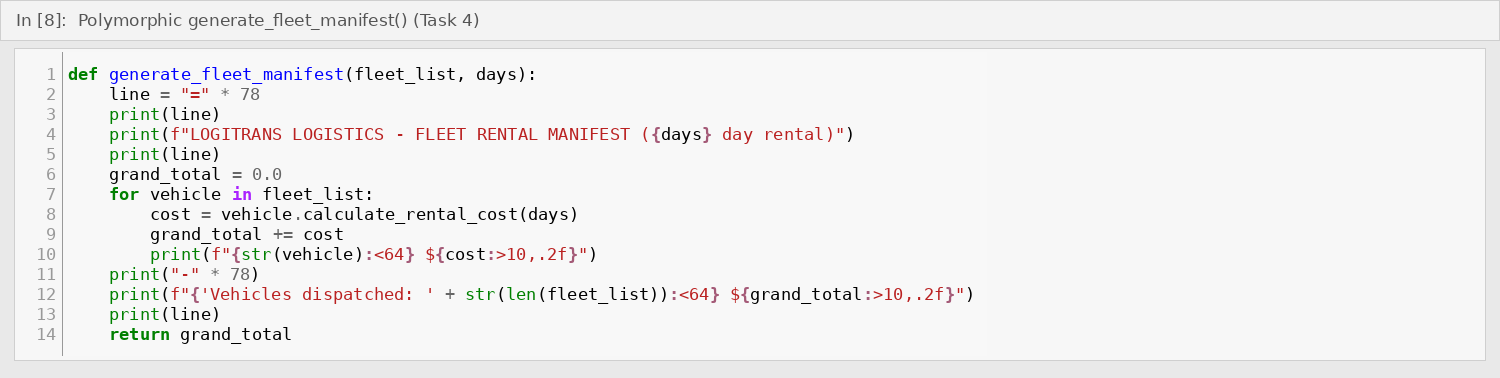 In [8]:  Polymorphic generate_fleet_manifest() (Task 4)
1 def generate_fleet_manifest(fleet_list, days):
2     line = "=" * 78
3     print(line)
4     print(f"LOGITRANS LOGISTICS - FLEET RENTAL MANIFEST ({days} day rental)")
5     print(line)
6     grand_total = 0.0
7     for vehicle in fleet_list:
8         cost = vehicle.calculate_rental_cost(days)
9         grand_total += cost
10         print(f"{str(vehicle):<64} ${cost:>10,.2f}")
11     print("-" * 78)
12     print(f"{'Vehicles dispatched: ' + str(len(fleet_list)):<64} ${grand_total:>10,.2f}")
13     print(line)
14     return grand_total